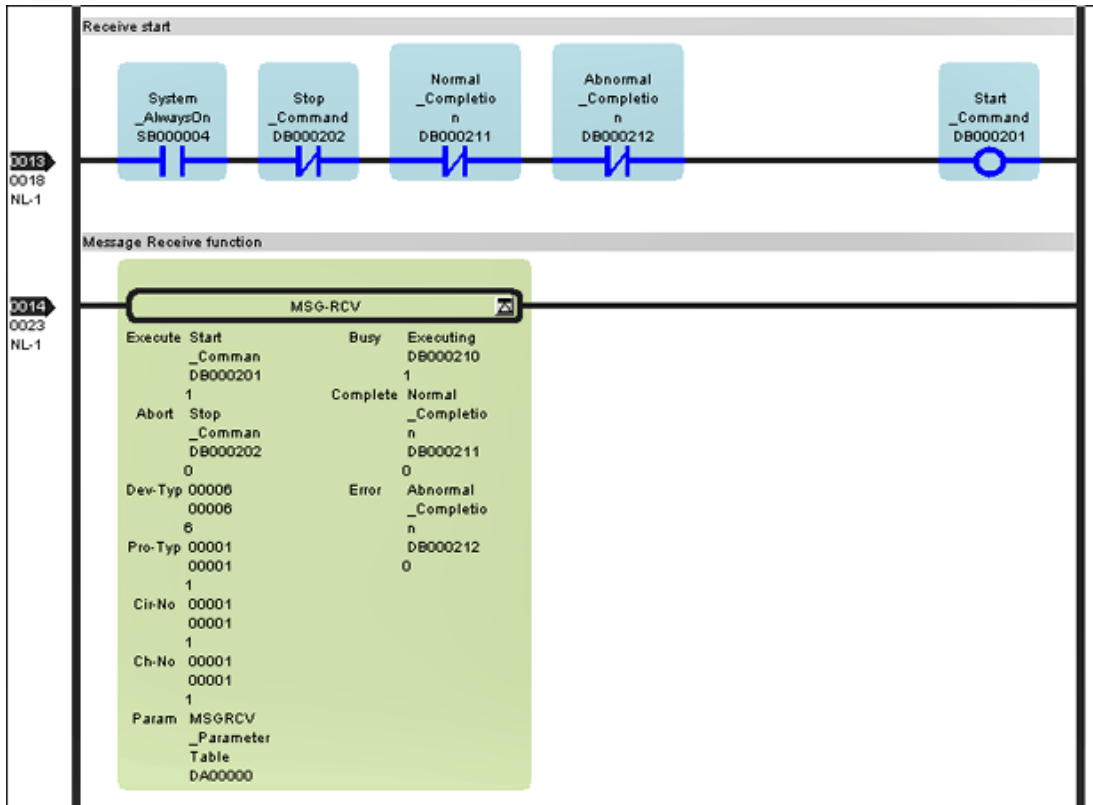 Receive start
System
_AlwaysOn
SB000004
Stop
_Command
DB000202
Normal
_Completio
n
DB000211
Abnormal
_Completio
n
DB000212
Start
_Command
DB000201
0013
0018
NL-1
Message Receive function
0014
0023
NL-1
MSG-RCV
Execute Start
_Comman
DB000201
1
Abort Stop
_Comman
DB000202
0
Dev-Typ 00006
00006
6
Pro-Typ 00001
00001
1
Cir-No 00001
00001
1
Ch-No 00001
00001
1
Param MSGRCV
_Parameter
Table
DA00000
Busy Executing
DB000210
1
Complete Normal
_Completio
n
DB000211
0
Error Abnormal
_Completio
n
DB000212
0